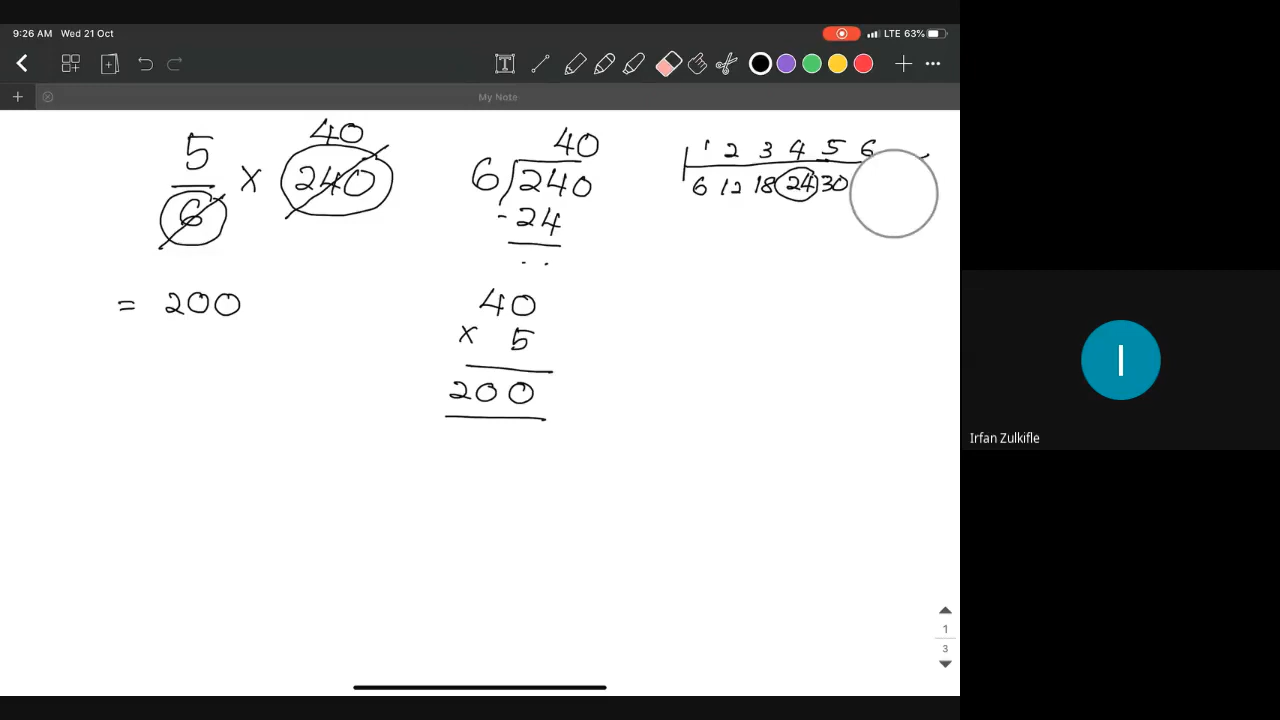 9:26 AM Wed 21 Oct
LTE 63%
T
My Note
5
6
x
240
40
= 200
40
6 240
- 24
. .
40
x 5
200
1 2 3 4 5 6
6 12 18 24 30
1
3
I
Irfan Zulkifle